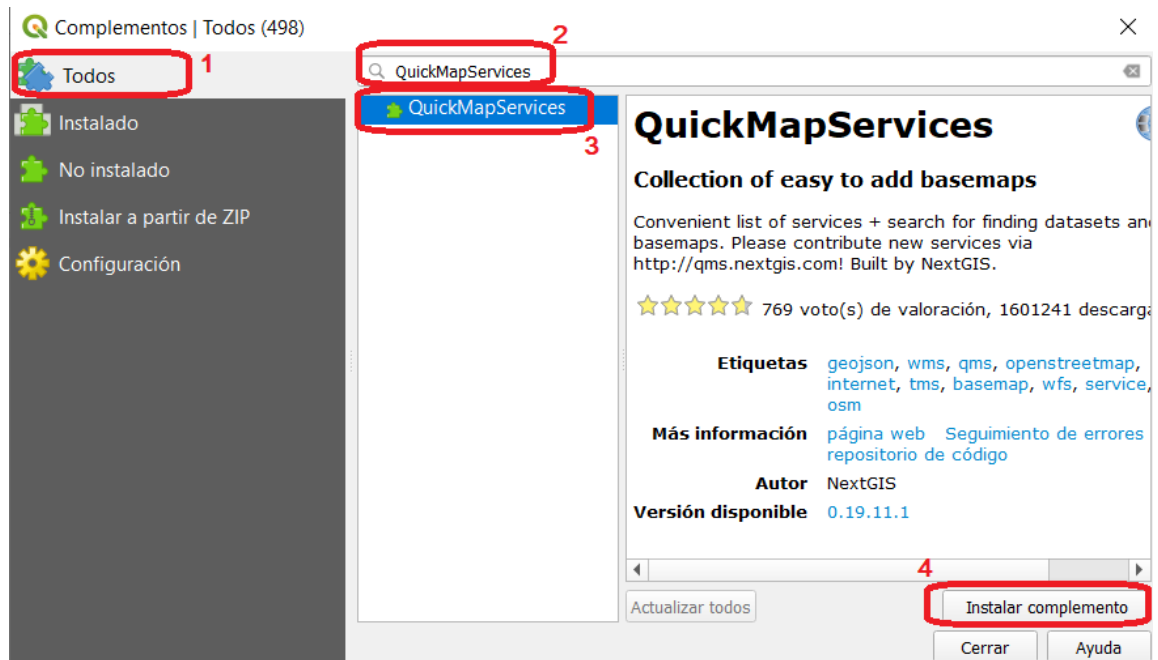 Complementos | Todos (498)
1
Todos
Instalado
No instalado
Instalar a partir de ZIP
Configuración
2
QuickMapServices
QuickMapServices
3
QuickMapServices
Collection of easy to add basemaps
Convenient list of services + search for finding datasets an
basemaps. Please contribute new services via
http://qms.nextgis.com! Built by NextGIS.
769 voto(s) de valoración, 1601241 descarga
Etiquetas geojson, wms, qms, openstreetmap,
internet, tms, basemap, wfs, service,
osm
Más información página web Seguimiento de errores
repositorio de código
Autor NextGIS
Versión disponible 0.19.11.1
4
Actualizar todos Instalar complemento
Cerrar Ayuda